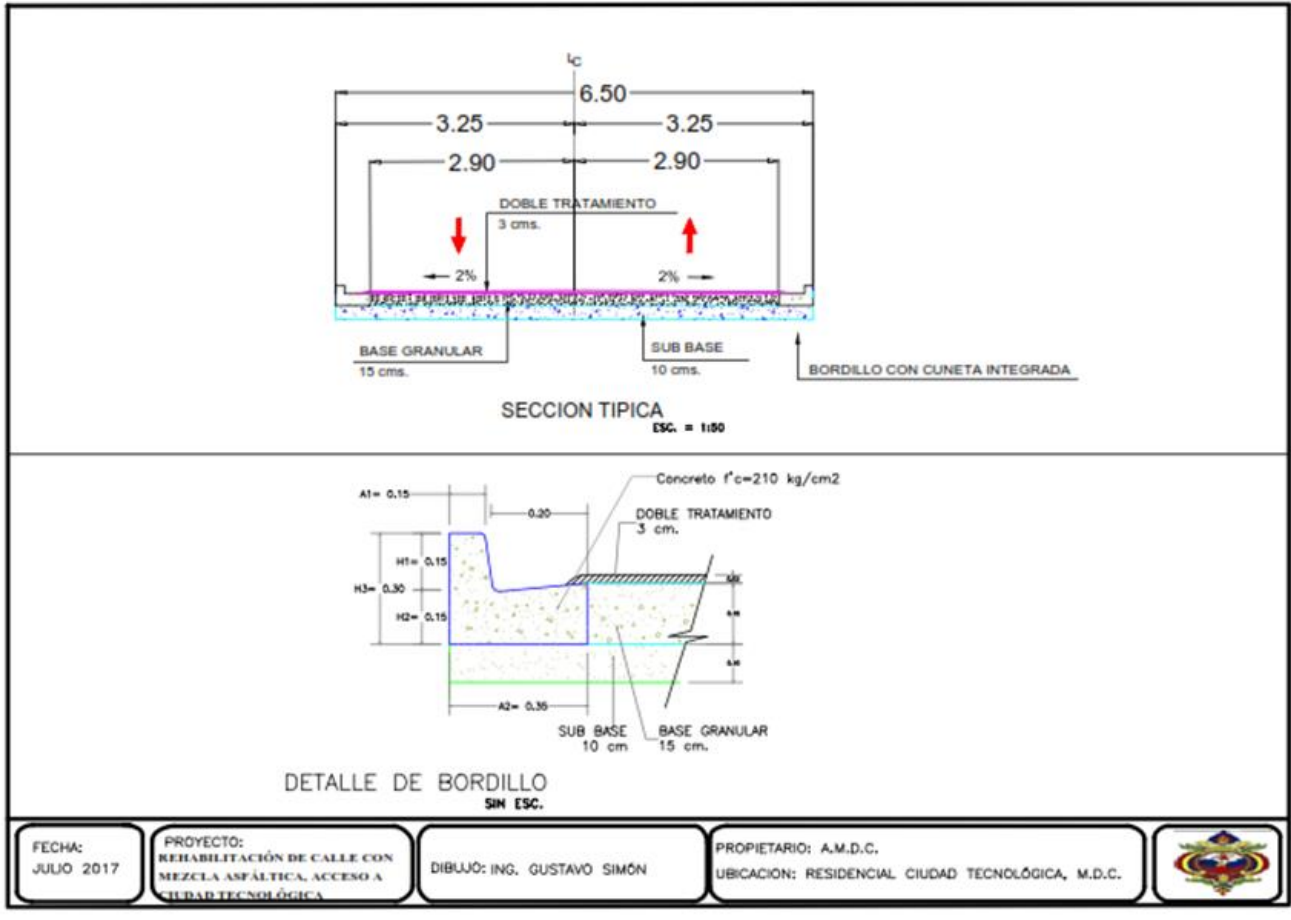 LC
6.50
3.25
3.25
2.90
2.90
DOBLE TRATAMIENTO
3 cms.
2%
2%
BASE GRANULAR
15 cms.
SUB BASE
10 cms.
BORDILLO CON CUNETA INTEGRADA
SECCION TIPICA
ESC. = 1:50
Concreto f'c=210 kg/cm2
A1= 0.15
0.20
DOBLE TRATAMIENTO
3 cm.
H1= 0.15
H3= 0.30
H2= 0.15
A2= 0.35
SUB BASE
10 cm
BASE GRANULAR
15 cm.
DETALLE DE BORDILLO
SIN ESC.
FECHA:
JULIO 2017
PROYECTO:
REHABILITACIÓN DE CALLE CON
MEZCLA ASFÁLTICA, ACCESO A
CIUDAD TECNOLÓGICA
DIBUJO: ING. GUSTAVO SIMÓN
PROPIETARIO: A.M.D.C.
UBICACION: RESIDENCIAL CIUDAD TECNOLÓGICA, M.D.C.